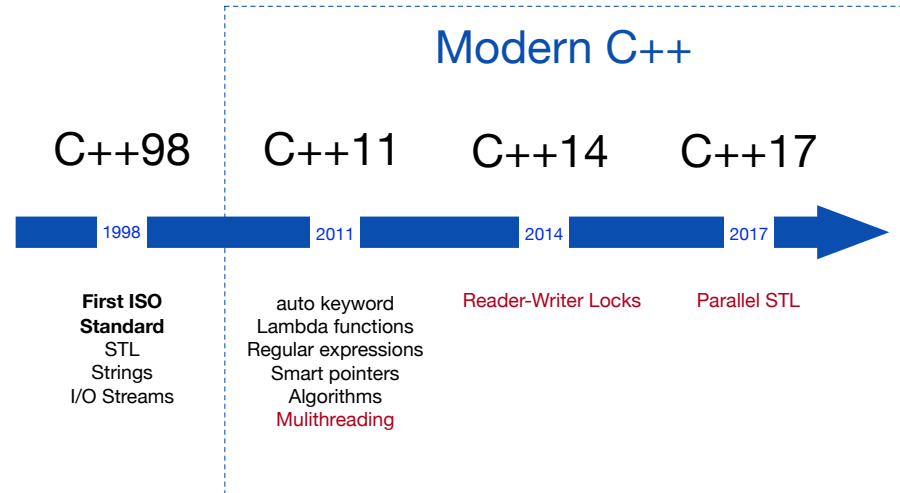 Modern C++
C++98
C++11
C++14
C++17
1998
2011
2014
2017
First ISO
Standard
STL
Strings
I/O Streams
auto keyword
Lambda functions
Regular expressions
Smart pointers
Algorithms
Mulithreading
Reader-Writer Locks
Parallel STL